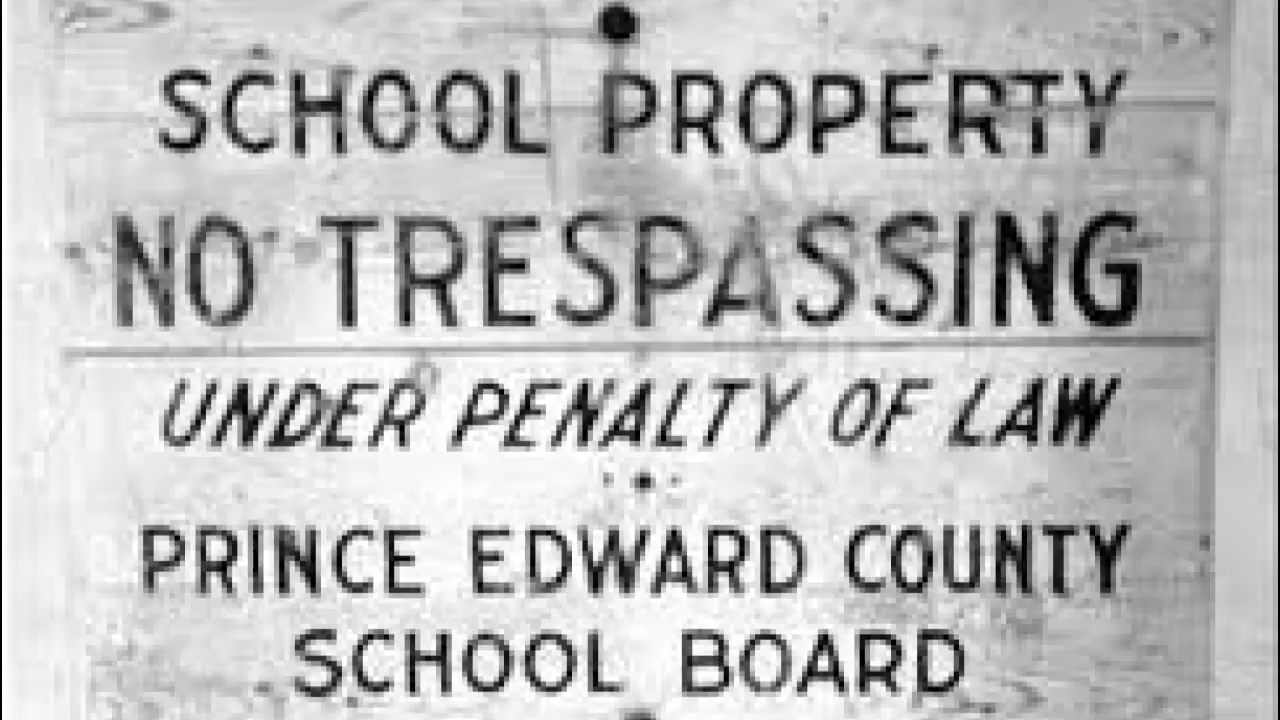 SCHOOL PROPERTY
NO TRESPASSING
UNDER PENALTY OF LAW
PRINCE EDWARD COUNTY
SCHOOL BOARD